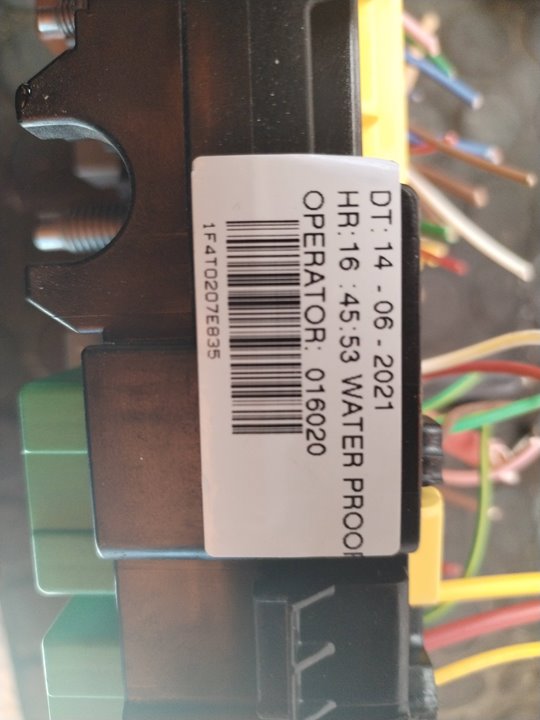 DT: 14 - 06 - 2021
HR:16 :45:53 WATER PROOF
OPERATOR: 016020
1F4T0207E835